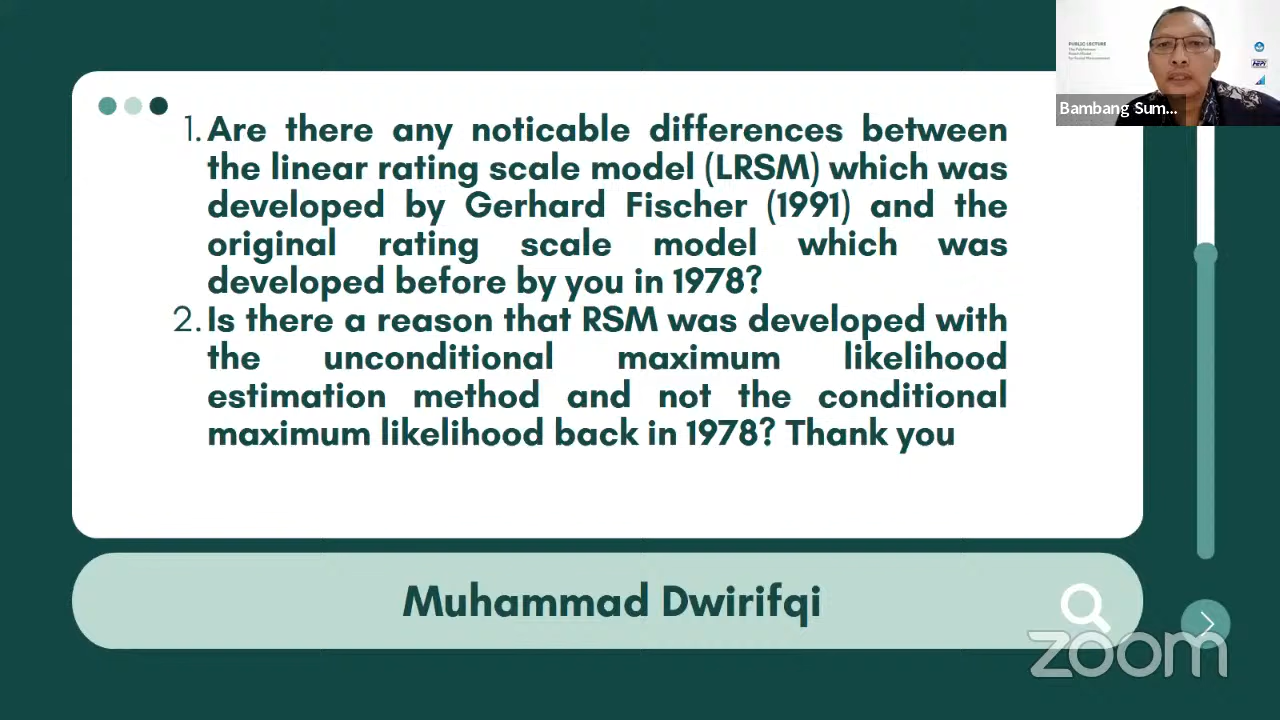 1. Are there any noticable differences between
the linear rating scale model (LRSM) which was
developed by Gerhard Fischer (1991) and the
original rating scale model which was
developed before by you in 1978?
2. Is there a reason that RSM was developed with
the unconditional maximum likelihood
estimation method and not the conditional
maximum likelihood back in 1978? Thank you
Muhammad Dwirifqi
PUBLIC LECTURE
Bambang Sum...
zoom